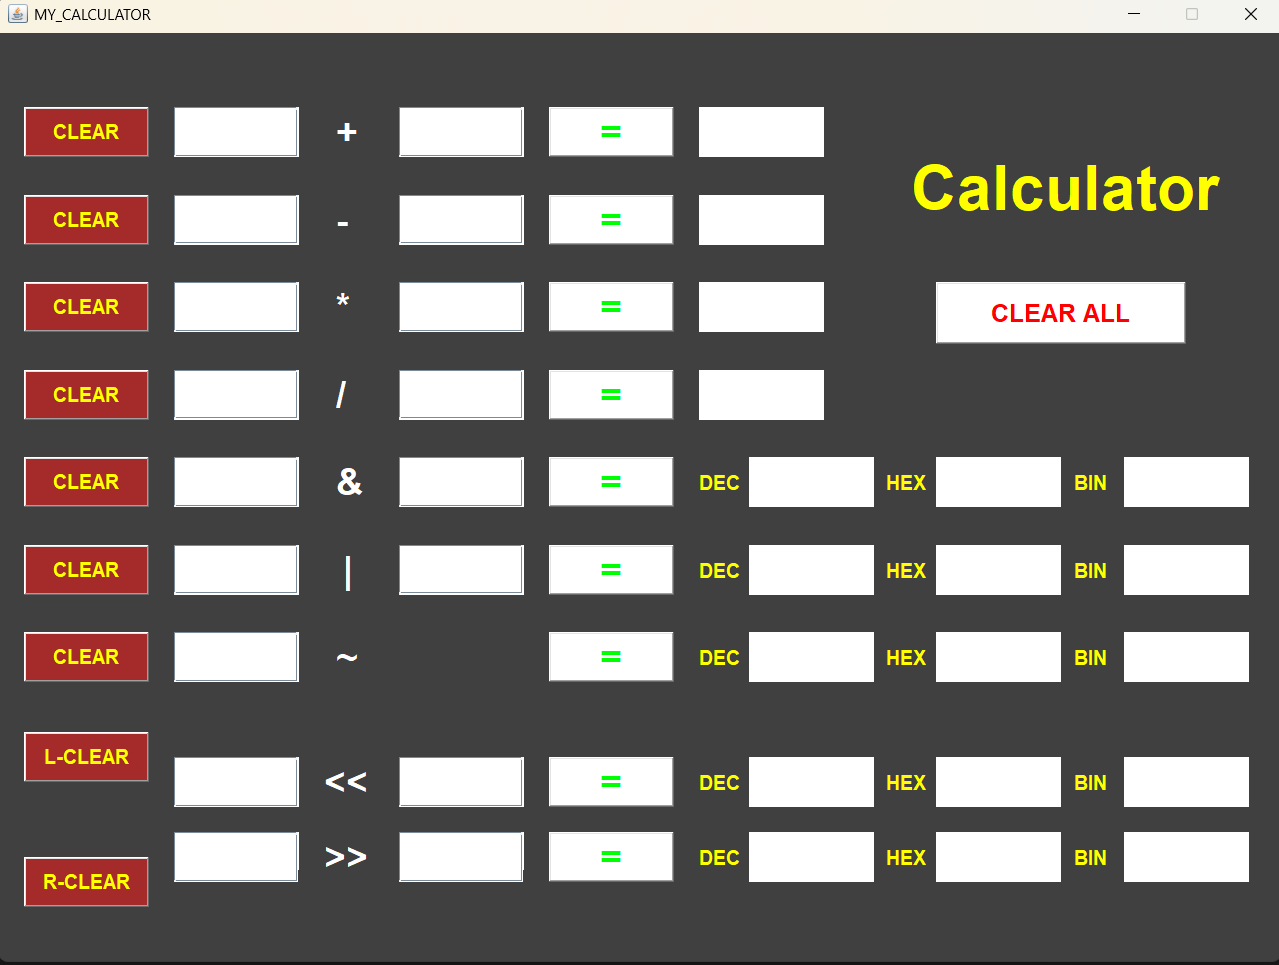 MY_CALCULATOR
CLEAR + =
Calculator
CLEAR - =
CLEAR * =
CLEAR ALL
CLEAR / =
CLEAR & = DEC HEX BIN
CLEAR | = DEC HEX BIN
CLEAR ~ = DEC HEX BIN
L-CLEAR
<< = DEC HEX BIN
>> = DEC HEX BIN
R-CLEAR